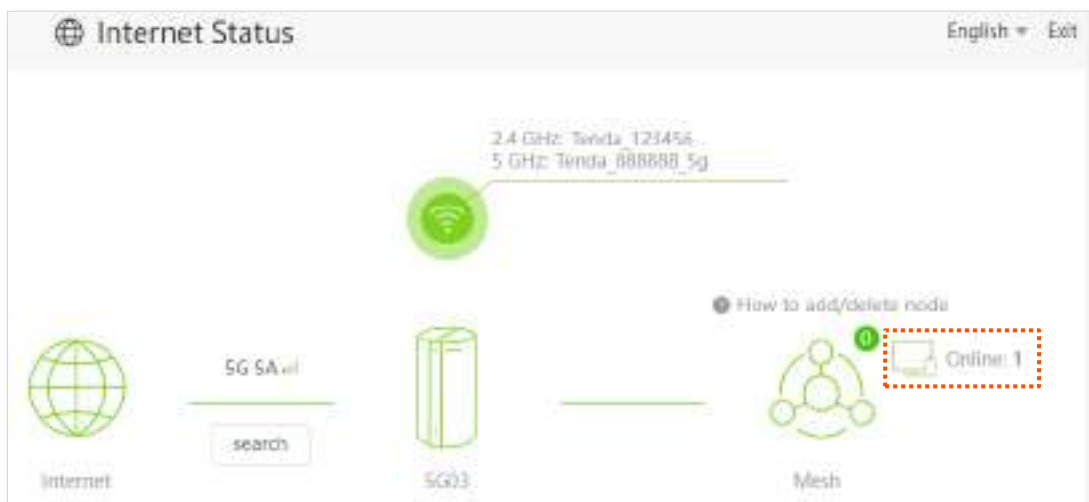 Internet Status
English
Exit
2.4 GHz: Tenda_123456
5 GHz: Tenda_888888_5g
How to add/delete node
0
Online: 1
5G SA
search
Internet
5G03
Mesh